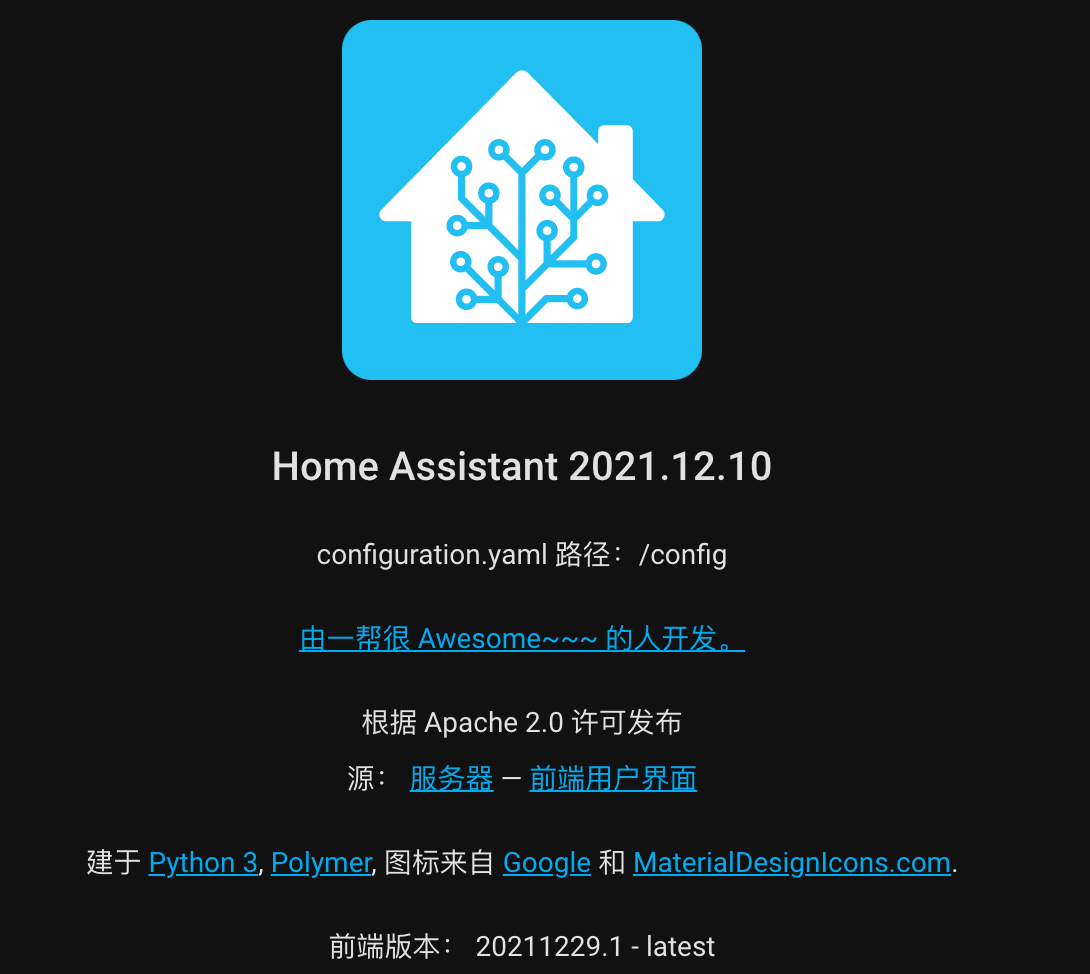 Home Assistant 2021.12.10
configuration.yaml 路径：/config
由一帮很 Awesome~~~ 的人开发。
根据 Apache 2.0 许可发布
源： 服务器 — 前端用户界面
建于 Python 3, Polymer, 图标来自 Google 和 MaterialDesignIcons.com.
前端版本： 20211229.1 - latest